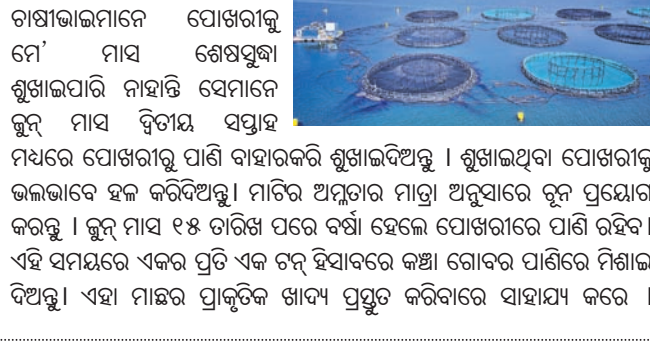 ଚାଷୀଭାଇମାନେ ପୋଖରୀକୁ
ମେ' ମାସ ଶେଷସୁଦ୍ଧା
ଶୁଖାଇପାରି ନାହାନ୍ତି ସେମାନେ
ଜୁନ୍ ମାସ ଦ୍ୱିତୀୟ ସପ୍ତାହ
ମଧ୍ୟରେ ପୋଖରୀରୁ ପାଣି ବାହାରକରି ଶୁଖାଇଦିଅନ୍ତୁ । ଶୁଖାଇଥିବା ପୋଖରୀକୁ
ଭଲଭାବେ ହଳ କରିଦିଅନ୍ତୁ। ମାଟିର ଅମ୍ଳତାର ମାତ୍ରା ଅନୁସାରେ ଚୂନ ପ୍ରୟୋଗ
କରନ୍ତୁ । ଜୁନ୍ ମାସ ୧୫ ତାରିଖ ପରେ ବର୍ଷା ହେଲେ ପୋଖରୀରେ ପାଣି ରହିବ।
ଏହି ସମୟରେ ଏକର ପ୍ରତି ଏକ ଟନ୍ ହିସାବରେ କଞ୍ଚା ଗୋବର ପାଣିରେ ମିଶାଇ
ଦିଅନ୍ତୁ। ଏହା ମାଛର ପ୍ରାକୃତିକ ଖାଦ୍ୟ ପ୍ରସ୍ତୁତ କରିବାରେ ସାହାଯ୍ୟ କରେ ।